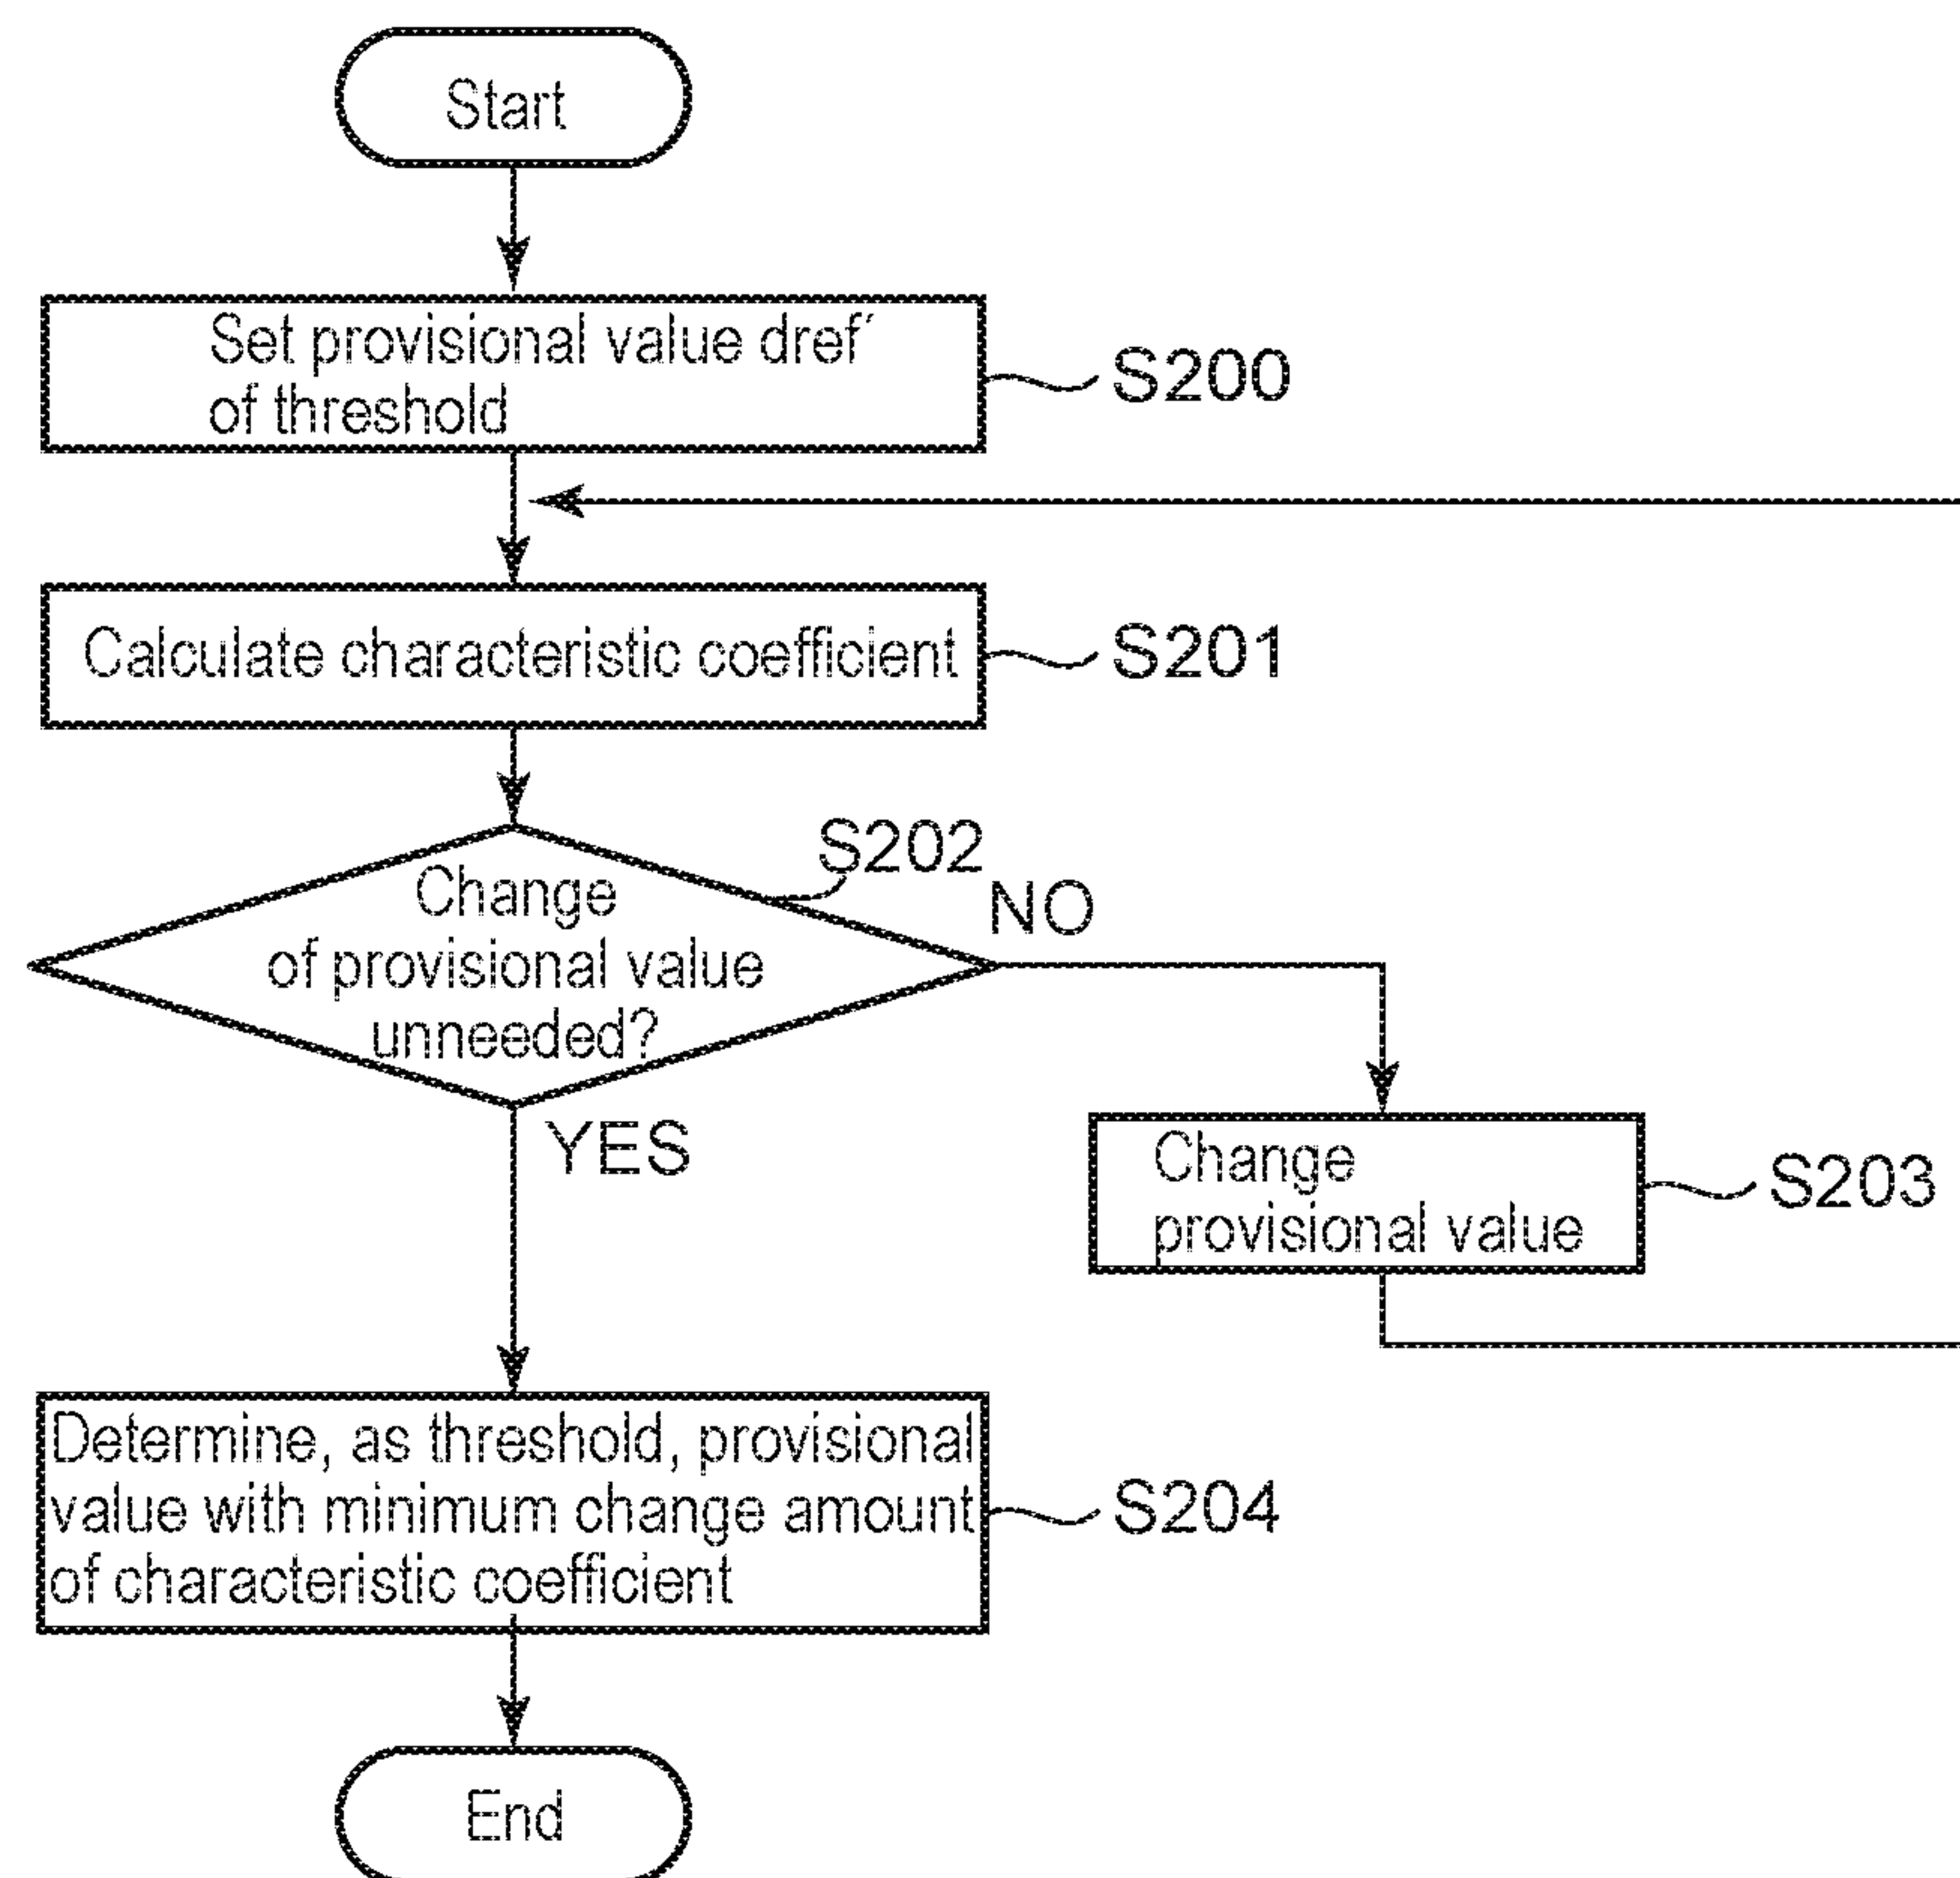 Start
Set provisional value dref′
of threshold
S200
Calculate characteristic coefficient
S201
S202
Change
of provisional value
unneeded?
NO
YES
Change
provisional value
S203
Determine, as threshold, provisional
value with minimum change amount
of characteristic coefficient
S204
End